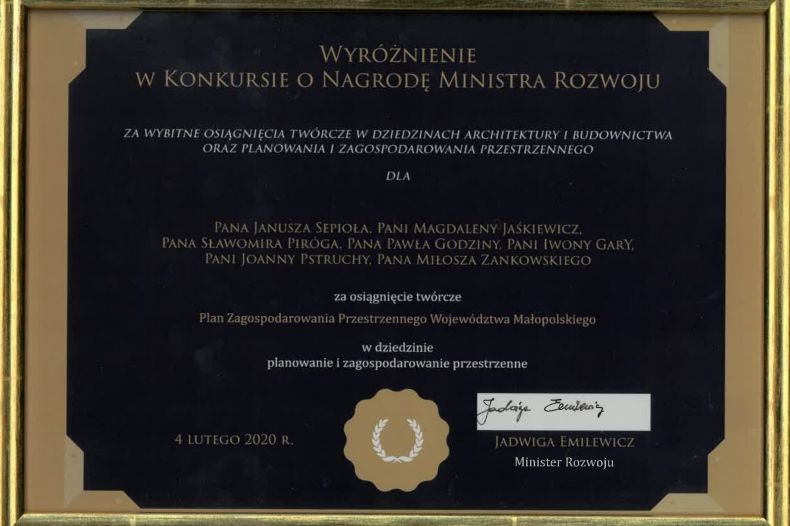 WYRÓŻNIENIE
W KONKURSIE O NAGRODĘ MINISTRA ROZWOJU
ZA WYBITNE OSIĄGNIĘCIA TWÓRCZE W DZIEDZINACH ARCHITEKTURY I BUDOWNICTWA
ORAZ PLANOWANIA I ZAGOSPODAROWANIA PRZESTRZENNEGO
DLA
PANA JANUSZA SEPIOŁA, PANI MAGDALENY JAŚKIEWICZ,
PANA SŁAWOMIRA PIRÓGA, PANA PAWŁA GODZINY, PANI IWONY GARY,
PANI JOANNY PSTRUCHY, PANA MIŁOSZA ZANKOWSKIEGO
za osiągnięcie twórcze
Plan Zagospodarowania Przestrzennego Województwa Małopolskiego
w dziedzinie
planowanie i zagospodarowanie przestrzenne
Jadwiga Emilewicz
4 LUTEGO 2020 R.
JADWIGA EMILEWICZ
Minister Rozwoju